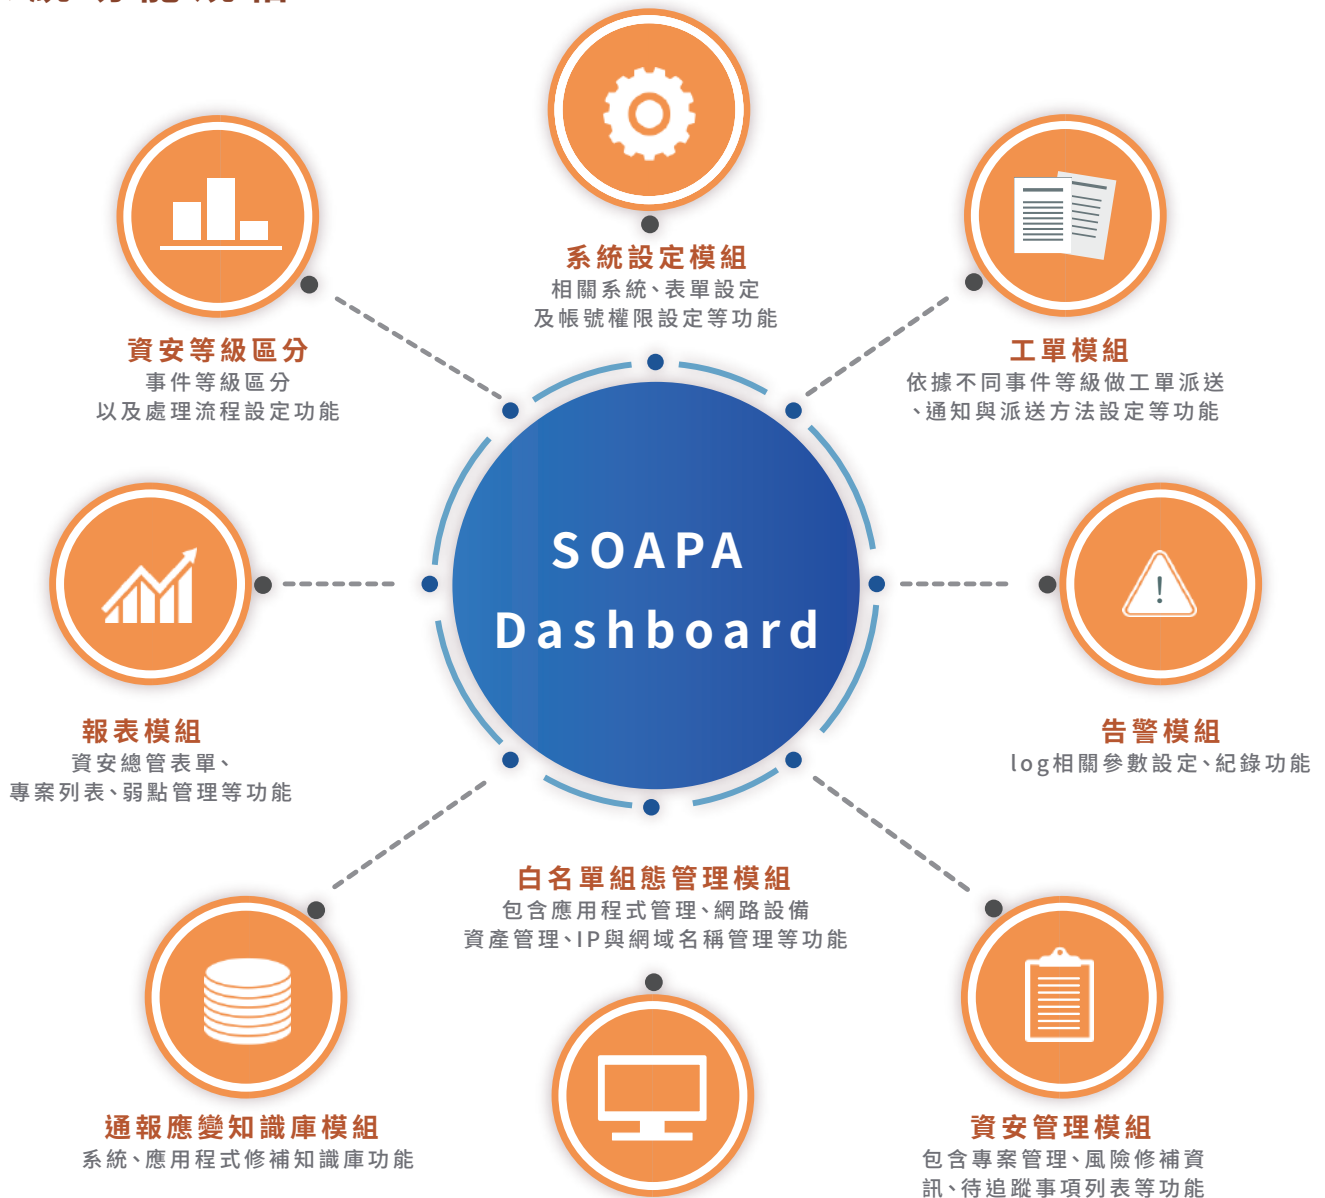 系統設定模組
相關系統、表單設定
及帳號權限設定等功能
資安等級區分
事件等級區分
以及處理流程設定功能
工單模組
依據不同事件等級做工單派送
、通知與派送方法設定等功能
SOAPA
Dashboard
報表模組
資安總管表單、
專案列表、弱點管理等功能
告警模組
log相關參數設定、紀錄功能
白名單組態管理模組
包含應用程式管理、網路設備
資產管理、IP與網域名稱管理等功能
通報應變知識庫模組
系統、應用程式修補知識庫功能
資安管理模組
包含專案管理、風險修補資
訊、待追蹤事項列表等功能